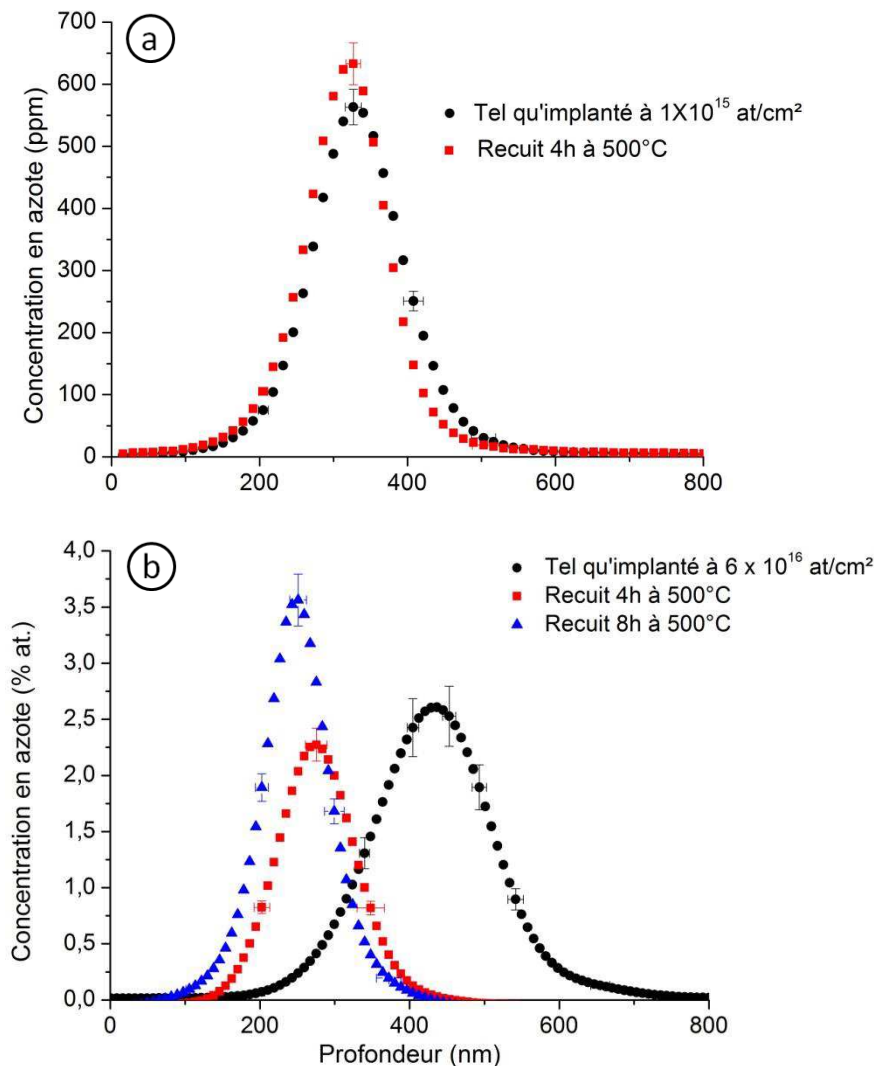 a
700
600
500
400
300
200
100
0
Concentration en azote (ppm)
Tel qu'implanté à 1X10¹⁵ at/cm²
Recuit 4h à 500°C
0 200 400 600 800
b
4,0
3,5
3,0
2,5
2,0
1,5
1,0
0,5
0,0
Concentration en azote (% at.)
Tel qu'implanté à 6 x 10¹⁶ at/cm²
Recuit 4h à 500°C
Recuit 8h à 500°C
0 200 400 600 800
Profondeur (nm)